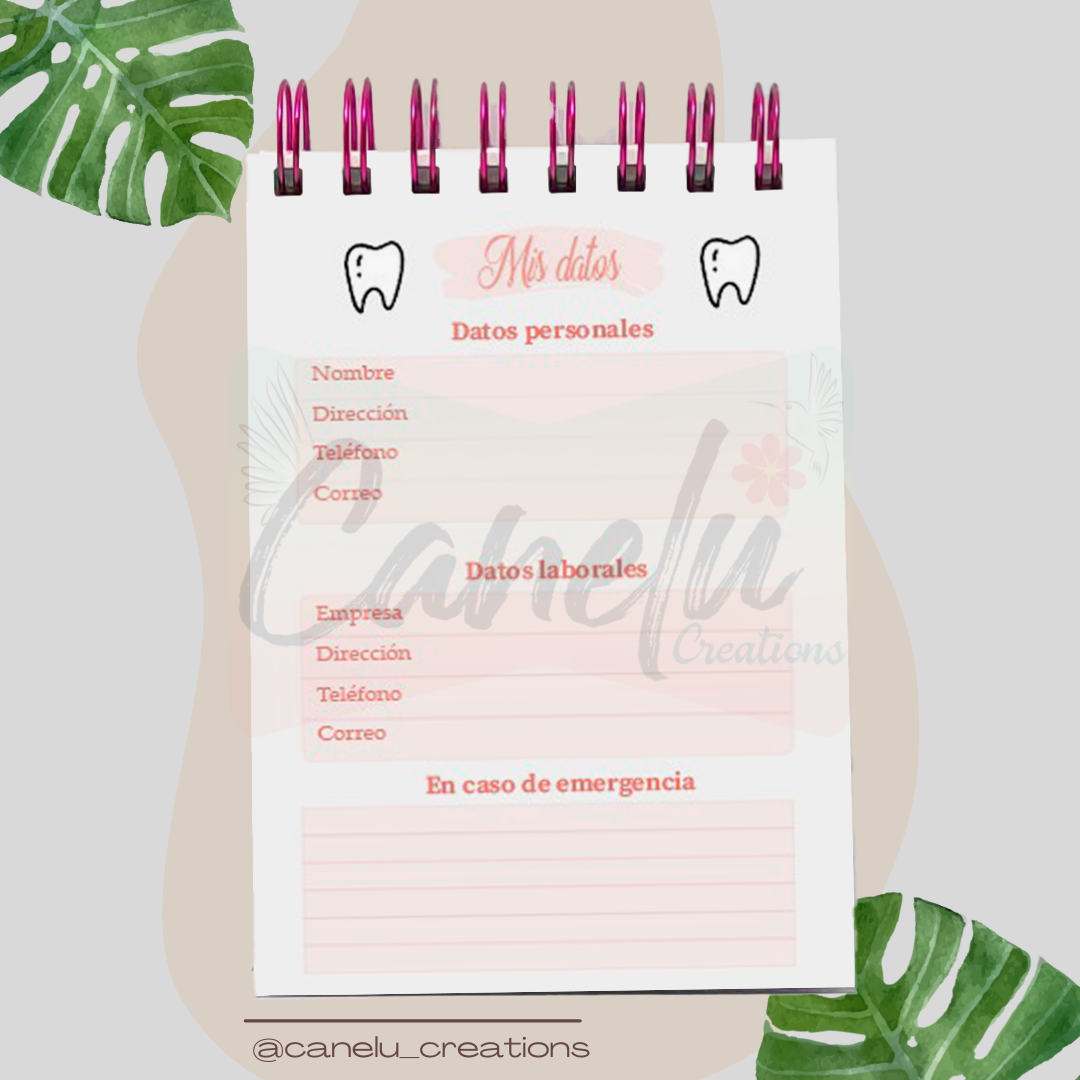 Mis datos
Datos personales
Nombre
Dirección
Teléfono
Correo
Canelu
Creations
Datos laborales
Empresa
Dirección
Teléfono
Correo
En caso de emergencia
@canelu_creations